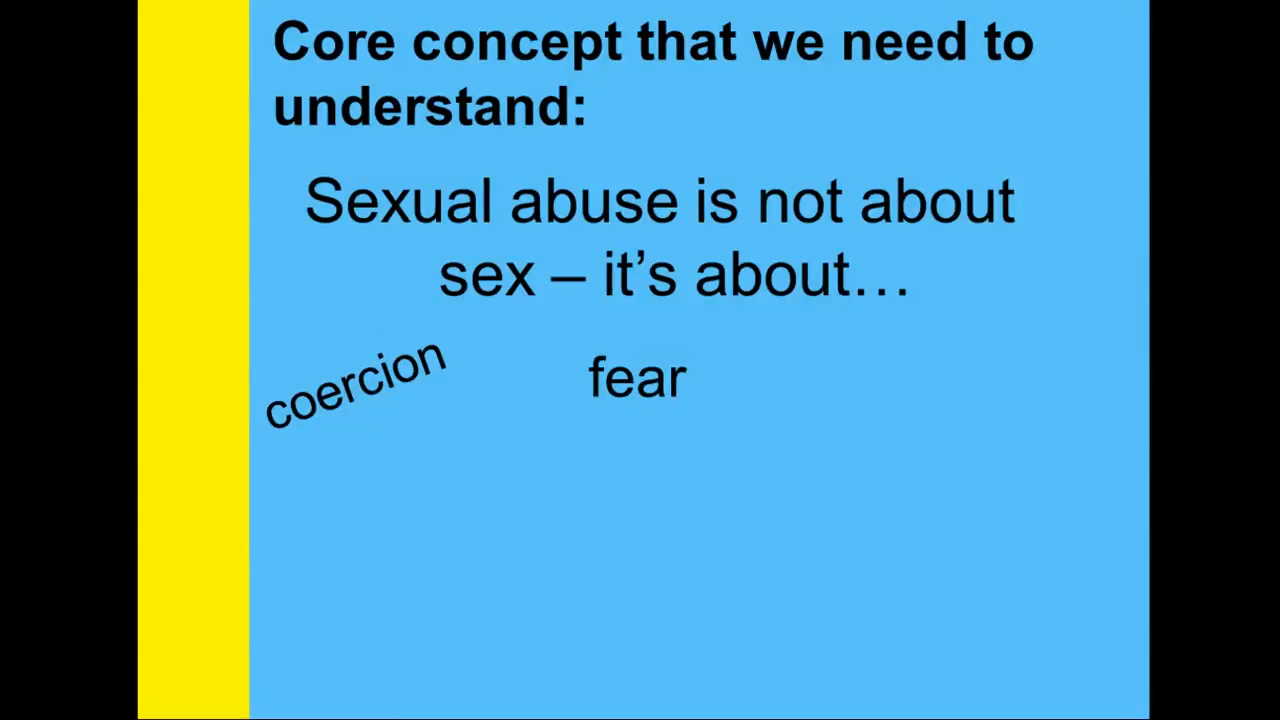 Core concept that we need to
understand:
Sexual abuse is not about
sex – it’s about…
coercion
fear